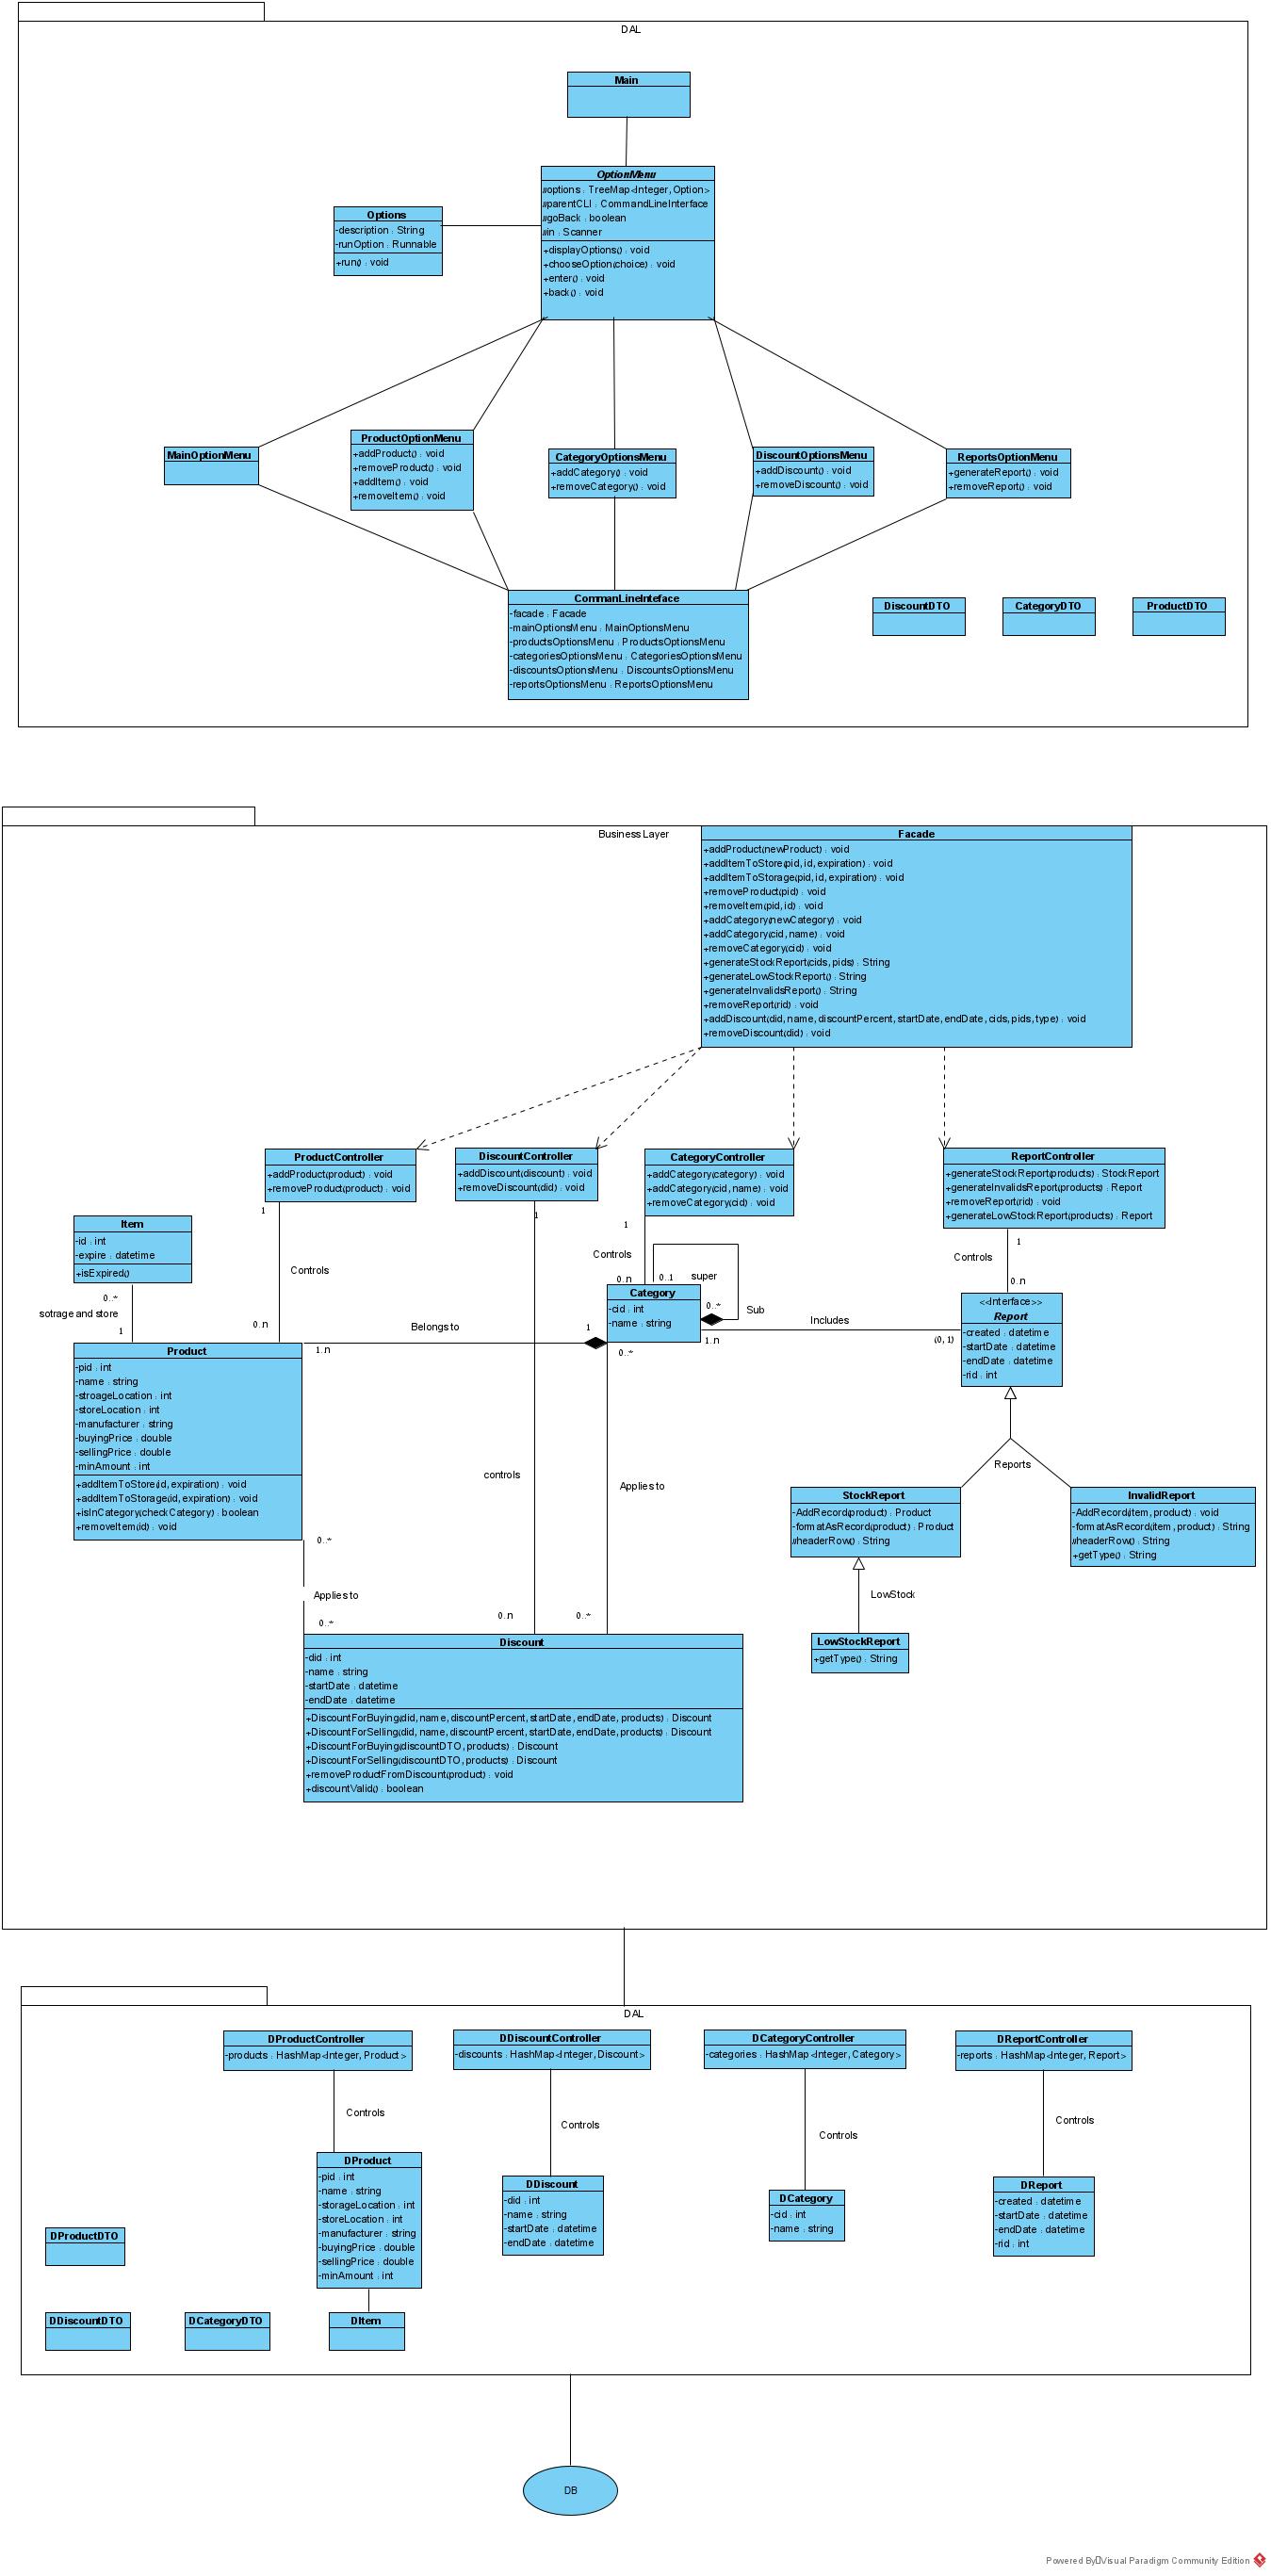 DAL
Main
OptionMenu
#options : TreeMap<Integer, Option>
#parentCLI : CommandLineInterface
#goBack : boolean
#in : Scanner
+displayOptions() : void
+chooseOption(choice) : void
+enter() : void
+back() : void
Options
-description : String
-runOption : Runnable
+run() : void
MainOptionMenu
ProductOptionMenu
+addProduct() : void
+removeProduct() : void
+addItem() : void
+removeItem() : void
CategoryOptionsMenu
+addCategory() : void
+removeCategory() : void
DiscountOptionsMenu
+addDiscount() : void
+removeDiscount() : void
ReportsOptionMenu
+generateReport() : void
+removeReport() : void
CommanLineInteface
-facade : Facade
-mainOptionsMenu : MainOptionsMenu
-productsOptionsMenu : ProductsOptionsMenu
-categoriesOptionsMenu : CategoriesOptionsMenu
-discountsOptionsMenu : DiscountsOptionsMenu
-reportsOptionsMenu : ReportsOptionsMenu
DiscountDTO
CategoryDTO
ProductDTO
Business Layer
Facade
+addProduct(newProduct) : void
+addItemToStore(pid, id, expiration) : void
+addItemToStorage(pid, id, expiration) : void
+removeProduct(pid) : void
+removeItem(pid, id) : void
+addCategory(newCategory) : void
+addCategory(cid, name) : void
+removeCategory(cid) : void
+generateStockReport(cids, pids) : String
+generateLowStockReport() : String
+generateInvalidsReport() : String
+removeReport(rid) : void
+addDiscount(did, name, discountPercent, startDate, endDate, cids, pids, type) : void
+removeDiscount(did) : void
ProductController
+addProduct(product) : void
+removeProduct(product) : void
DiscountController
+addDiscount(discount) : void
+removeDiscount(did) : void
CategoryController
+addCategory(category) : void
+addCategory(cid, name) : void
+removeCategory(cid) : void
ReportController
+generateStockReport(products) : StockReport
+generateInvalidsReport(products) : Report
+removeReport(rid) : void
+generateLowStockReport(products) : Report
1
1
1
1
Item
-id : int
-expire : datetime
+isExpired()
Controls
Controls
Controls
0..n
0..1
super
0..n
0..*
sotrage and store
1
0..n
Category
-cid : int
-name : string
0..*
Sub
<<Interface>>
Report
-created : datetime
-startDate : datetime
-endDate : datetime
-rid : int
Belongs to
1
1..n
0..*
1..n
Includes
(0, 1)
Product
-pid : int
-name : string
-stroageLocation : int
-storeLocation : int
-manufacturer : string
-buyingPrice : double
-sellingPrice : double
-minAmount : int
+addItemToStore(id, expiration) : void
+addItemToStorage(id, expiration) : void
+isInCategory(checkCategory) : boolean
+removeItem(id) : void
controls
Applies to
Reports
StockReport
-AddRecord(product) : Product
-formatAsRecord(product) : Product
#headerRow() : String
InvalidReport
-AddRecord(item, product) : void
-formatAsRecord(item, product) : String
#headerRow() : String
+getType() : String
0..*
Applies to
0..*
0..n
0..*
LowStock
LowStockReport
+getType() : String
Discount
-did : int
-name : string
-startDate : datetime
-endDate : datetime
+DiscountForBuying(did, name, discountPercent, startDate, endDate, products) : Discount
+DiscountForSelling(did, name, discountPercent, startDate, endDate, products) : Discount
+DiscountForBuying(discountDTO, products) : Discount
+DiscountForSelling(discountDTO, products) : Discount
+removeProductFromDiscount(product) : void
+discountValid() : boolean
DAL
DProductController
-products : HashMap<Integer, Product>
DDiscountController
-discounts : HashMap<Integer, Discount>
DCategoryController
-categories : HashMap<Integer, Category>
DReportController
-reports : HashMap<Integer, Report>
Controls
Controls
Controls
Controls
DProduct
-pid : int
-name : string
-storageLocation : int
-storeLocation : int
-manufacturer : string
-buyingPrice : double
-sellingPrice : double
-minAmount : int
DDiscount
-did : int
-name : string
-startDate : datetime
-endDate : datetime
DCategory
-cid : int
-name : string
DReport
-created : datetime
-startDate : datetime
-endDate : datetime
-rid : int
DProductDTO
DDiscountDTO
DCategoryDTO
DItem
DB
Powered By Visual Paradigm Community Edition